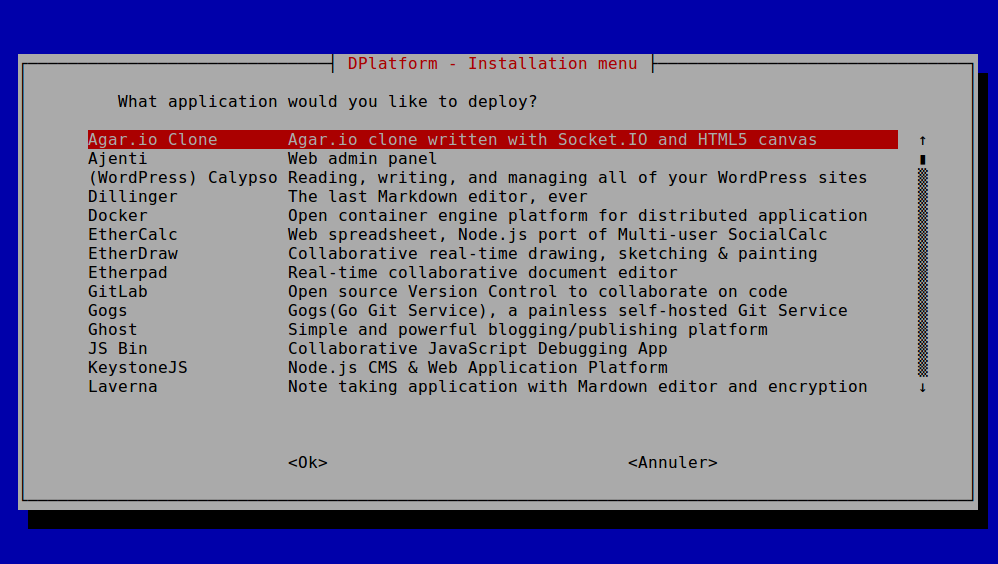 DPlatform - Installation menu
What application would you like to deploy?
Agar.io Clone Agar.io clone written with Socket.IO and HTML5 canvas
Ajenti Web admin panel
(WordPress) Calypso Reading, writing, and managing all of your WordPress sites
Dillinger The last Markdown editor, ever
Docker Open container engine platform for distributed application
EtherCalc Web spreadsheet, Node.js port of Multi-user SocialCalc
EtherDraw Collaborative real-time drawing, sketching & painting
Etherpad Real-time collaborative document editor
GitLab Open source Version Control to collaborate on code
Gogs Gogs(Go Git Service), a painless self-hosted Git Service
Ghost Simple and powerful blogging/publishing platform
JS Bin Collaborative JavaScript Debugging App
KeystoneJS Node.js CMS & Web Application Platform
Laverna Note taking application with Mardown editor and encryption
<Ok> <Annuler>